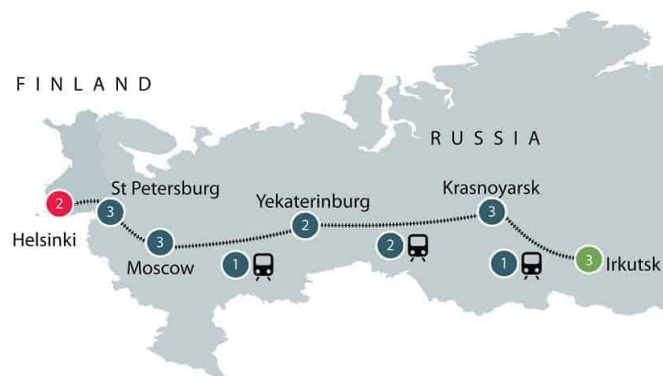 FINLAND
RUSSIA
St Petersburg
Krasnoyarsk
Yekaterinburg
2
3
3
2
3
Helsinki
Moscow
1
2
1
3
Irkutsk